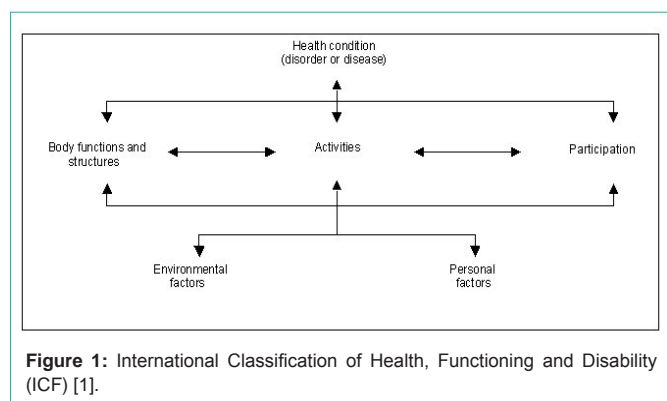 Health condition
(disorder or disease)
Body functions and
structures
Activities
Participation
Environmental
factors
Personal
factors
Figure 1: International Classification of Health, Functioning and Disability
(ICF) [1].